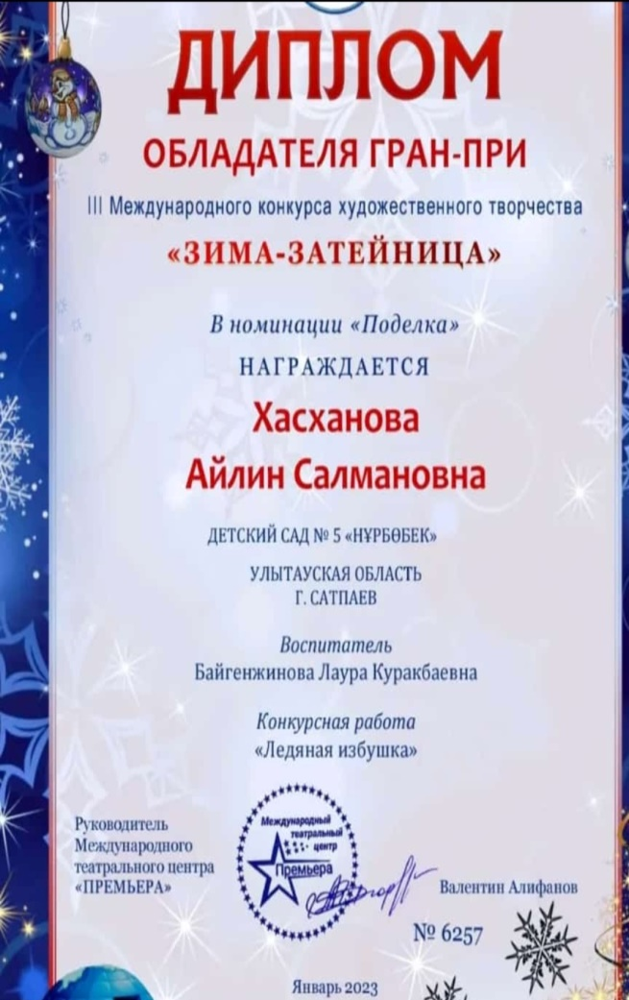 ДИПЛОМ
ОБЛАДАТЕЛЯ ГРАН-ПРИ
III Международного конкурса художественного творчества
«ЗИМА-ЗАТЕЙНИЦА»
В номинации «Поделка»
НАГРАЖДАЕТСЯ
Хасханова
Айлин Салмановна
ДЕТСКИЙ САД № 5 «НҰРБӨБЕК»
УЛЫТАУСКАЯ ОБЛАСТЬ
Г. САТПАЕВ
Воспитатель
Байгенжинова Лаура Куракбаевна
Конкурсная работа
«Ледяная избушка»
Руководитель
Международного
театрального центра
«ПРЕМЬЕРА»
Международный
театральный
центр
Премьера
Валентин Алифанов
№ 6257
Январь 2023